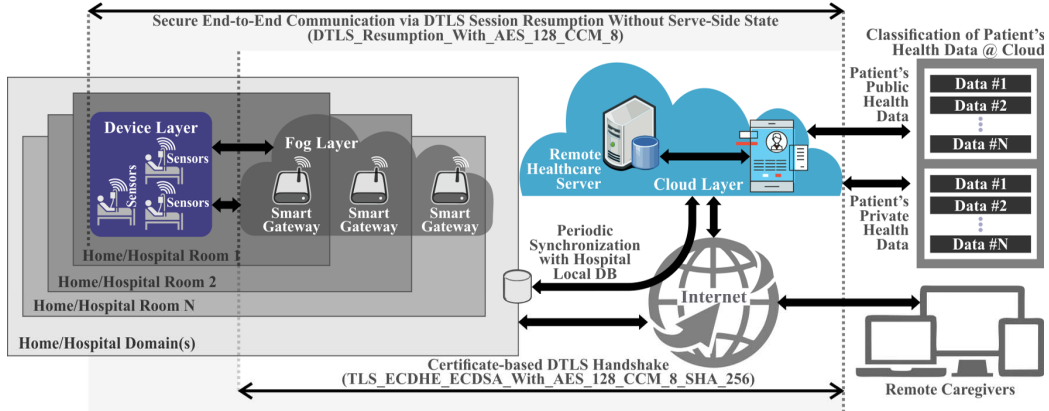 Secure End-to-End Communication via DTLS Session Resumption Without Serve-Side State
(DTLS_Resumption_With_AES_128_CCM_8)
Classification of Patient's
Health Data @ Cloud
Device Layer
Sensors
Sensors
Sensors
Fog Layer
Smart
Gateway
Smart
Gateway
Smart
Gateway
Home/Hospital Room 1
Home/Hospital Room 2
Home/Hospital Room N
Home/Hospital Domain(s)
Remote
Healthcare
Server
Cloud Layer
Patient's
Public
Health
Data
Data #1
Data #2
Data #N
Patient's
Private
Health
Data
Data #1
Data #2
Data #N
Periodic
Synchronization
with Hospital
Local DB
Internet
Remote Caregivers
Certificate-based DTLS Handshake
(TLS_ECDHE_ECDSA_With_AES_128_CCM_8_SHA_256)